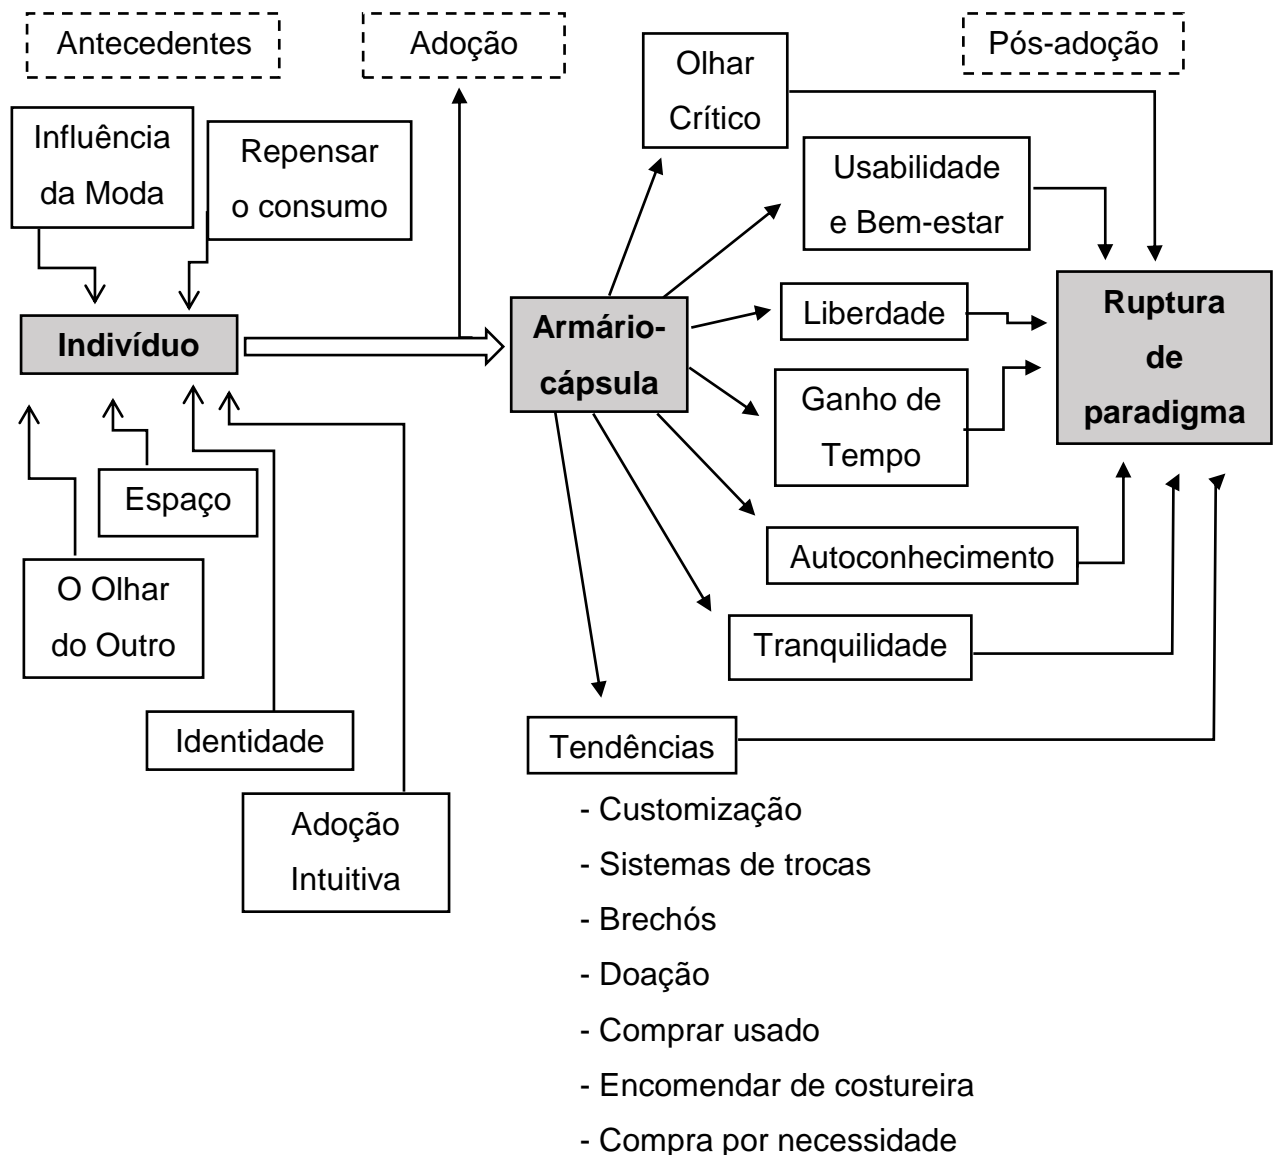 Antecedentes
Adoção
Pós-adoção
Influência
da Moda
Repensar
o consumo
Indivíduo
Espaço
O Olhar
do Outro
Identidade
Adoção
Intuitiva
Armário-
cápsula
Olhar
Crítico
Usabilidade
e Bem-estar
Liberdade
Ganho de
Tempo
Autoconhecimento
Tranquilidade
Tendências
- Customização
- Sistemas de trocas
- Brechós
- Doação
- Comprar usado
- Encomendar de costureira
- Compra por necessidade
Ruptura
de
paradigma